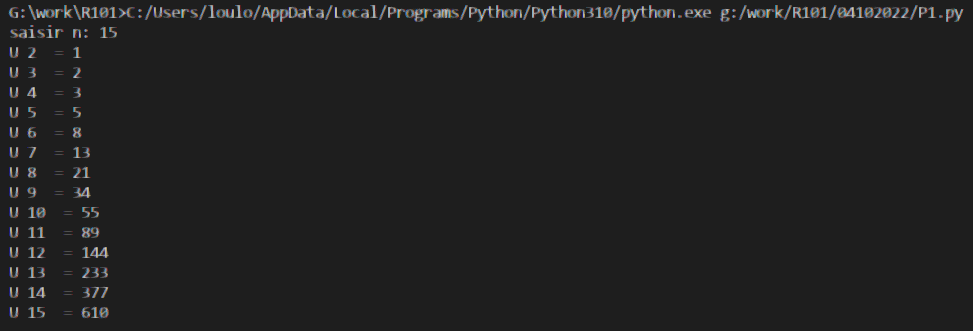 G:\work\R101>C:/Users/loulo/AppData/Local/Programs/Python/Python310/python.exe g:/work/R101/04102022/P1.py
saisir n: 15
U 2  = 1
U 3  = 2
U 4  = 3
U 5  = 5
U 6  = 8
U 7  = 13
U 8  = 21
U 9  = 34
U 10  = 55
U 11  = 89
U 12  = 144
U 13  = 233
U 14  = 377
U 15  = 610